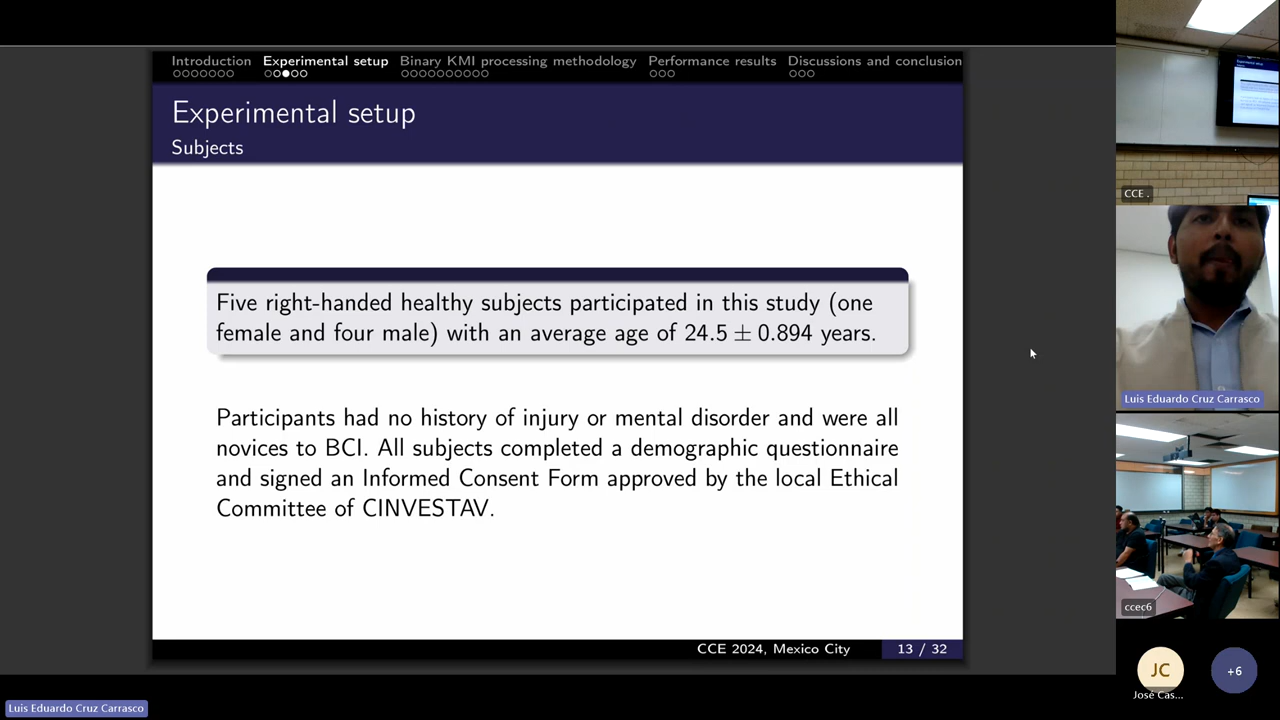 Introduction Experimental setup Binary KMI processing methodology Performance results Discussions and conclusion
Experimental setup
Subjects
Five right-handed healthy subjects participated in this study (one
female and four male) with an average age of 24.5 ± 0.894 years.
Participants had no history of injury or mental disorder and were all
novices to BCI. All subjects completed a demographic questionnaire
and signed an Informed Consent Form approved by the local Ethical
Committee of CINVESTAV.
CCE 2024, Mexico City 13 / 32
CCE .
Luis Eduardo Cruz Carrasco
ccec6
JC
José Cas...
+6
Luis Eduardo Cruz Carrasco